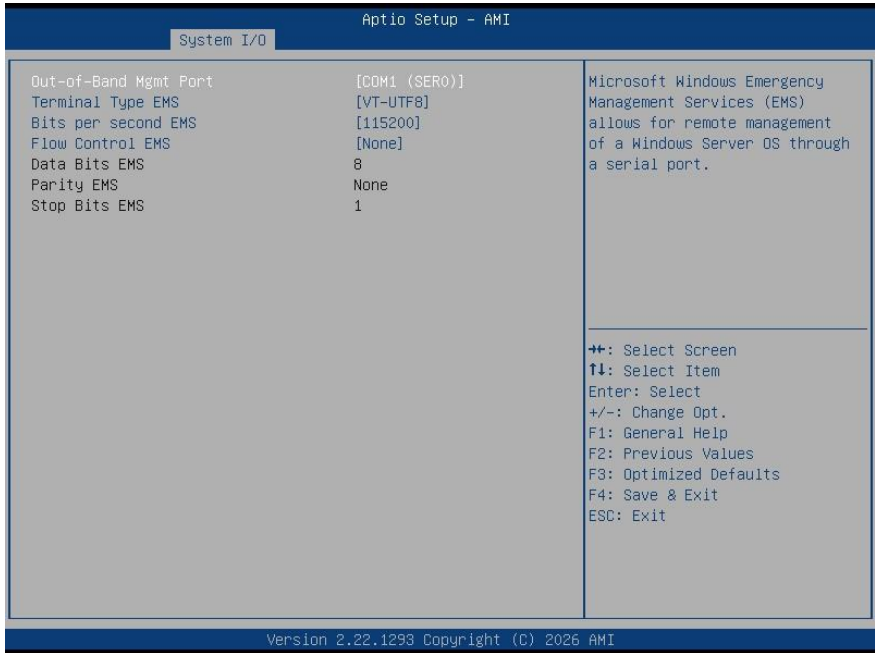 Aptio Setup – AMI
System I/O
Out-of-Band Mgmt Port [COM1 (SER0)]
Terminal Type EMS [VT-UTF8]
Bits per second EMS [115200]
Flow Control EMS [None]
Data Bits EMS 8
Parity EMS None
Stop Bits EMS 1
Microsoft Windows Emergency
Management Services (EMS)
allows for remote management
of a Windows Server OS through
a serial port.
→←: Select Screen
↑↓: Select Item
Enter: Select
+/-: Change Opt.
F1: General Help
F2: Previous Values
F3: Optimized Defaults
F4: Save & Exit
ESC: Exit
Version 2.22.1293 Copyright (C) 2026 AMI